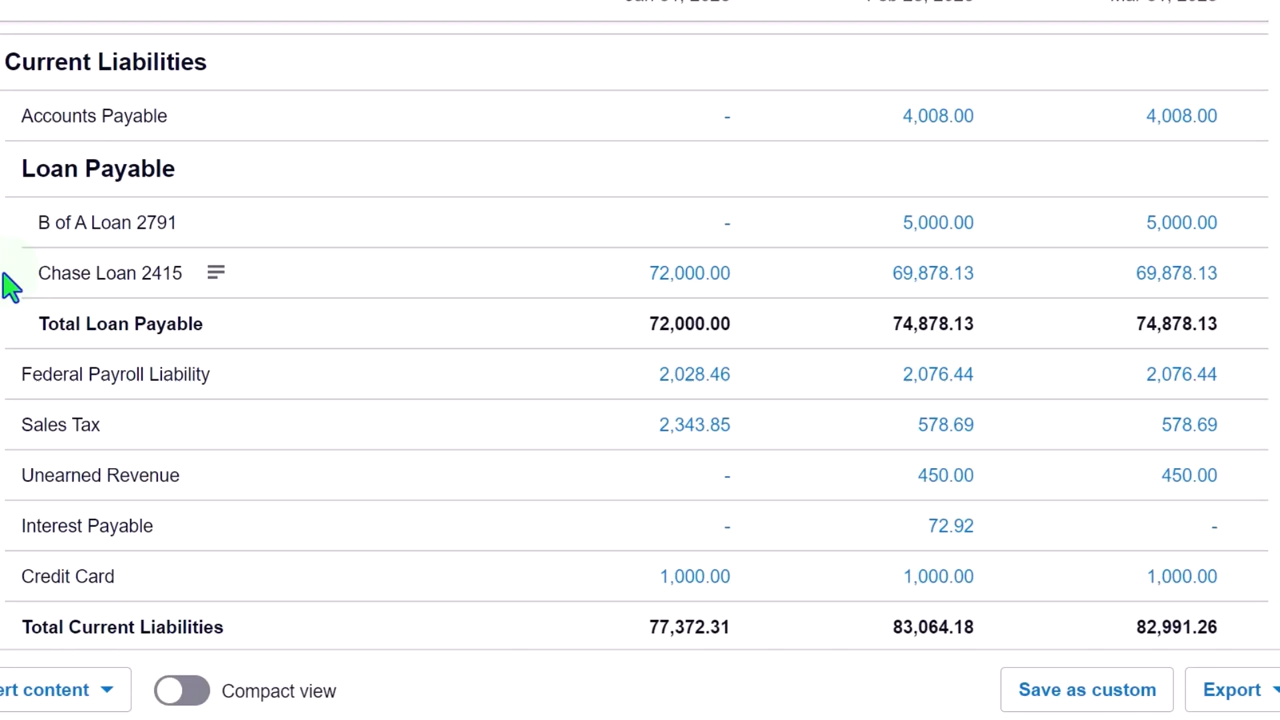 Current Liabilities
Accounts Payable - 4,008.00 4,008.00
Loan Payable
B of A Loan 2791 - 5,000.00 5,000.00
Chase Loan 2415 72,000.00 69,878.13 69,878.13
Total Loan Payable 72,000.00 74,878.13 74,878.13
Federal Payroll Liability 2,028.46 2,076.44 2,076.44
Sales Tax 2,343.85 578.69 578.69
Unearned Revenue - 450.00 450.00
Interest Payable - 72.92 -
Credit Card 1,000.00 1,000.00 1,000.00
Total Current Liabilities 77,372.31 83,064.18 82,991.26
ert content Compact view Save as custom Export